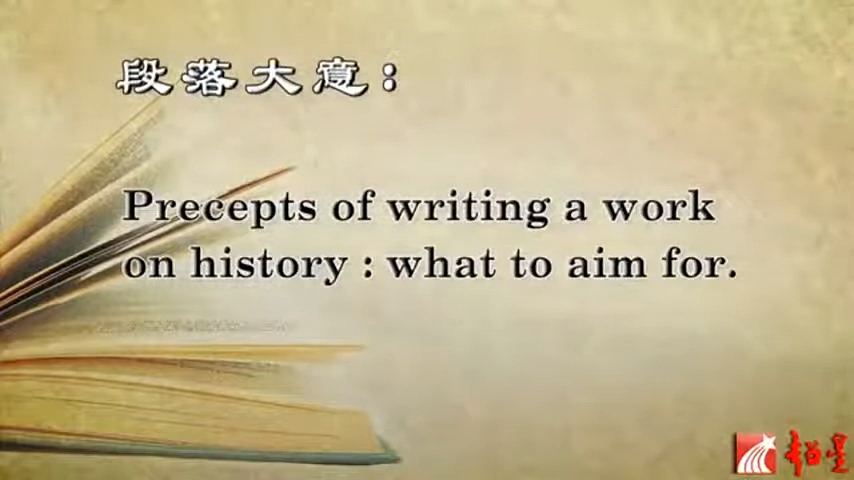 段落大意：
Precepts of writing a work
on history : what to aim for.
超星